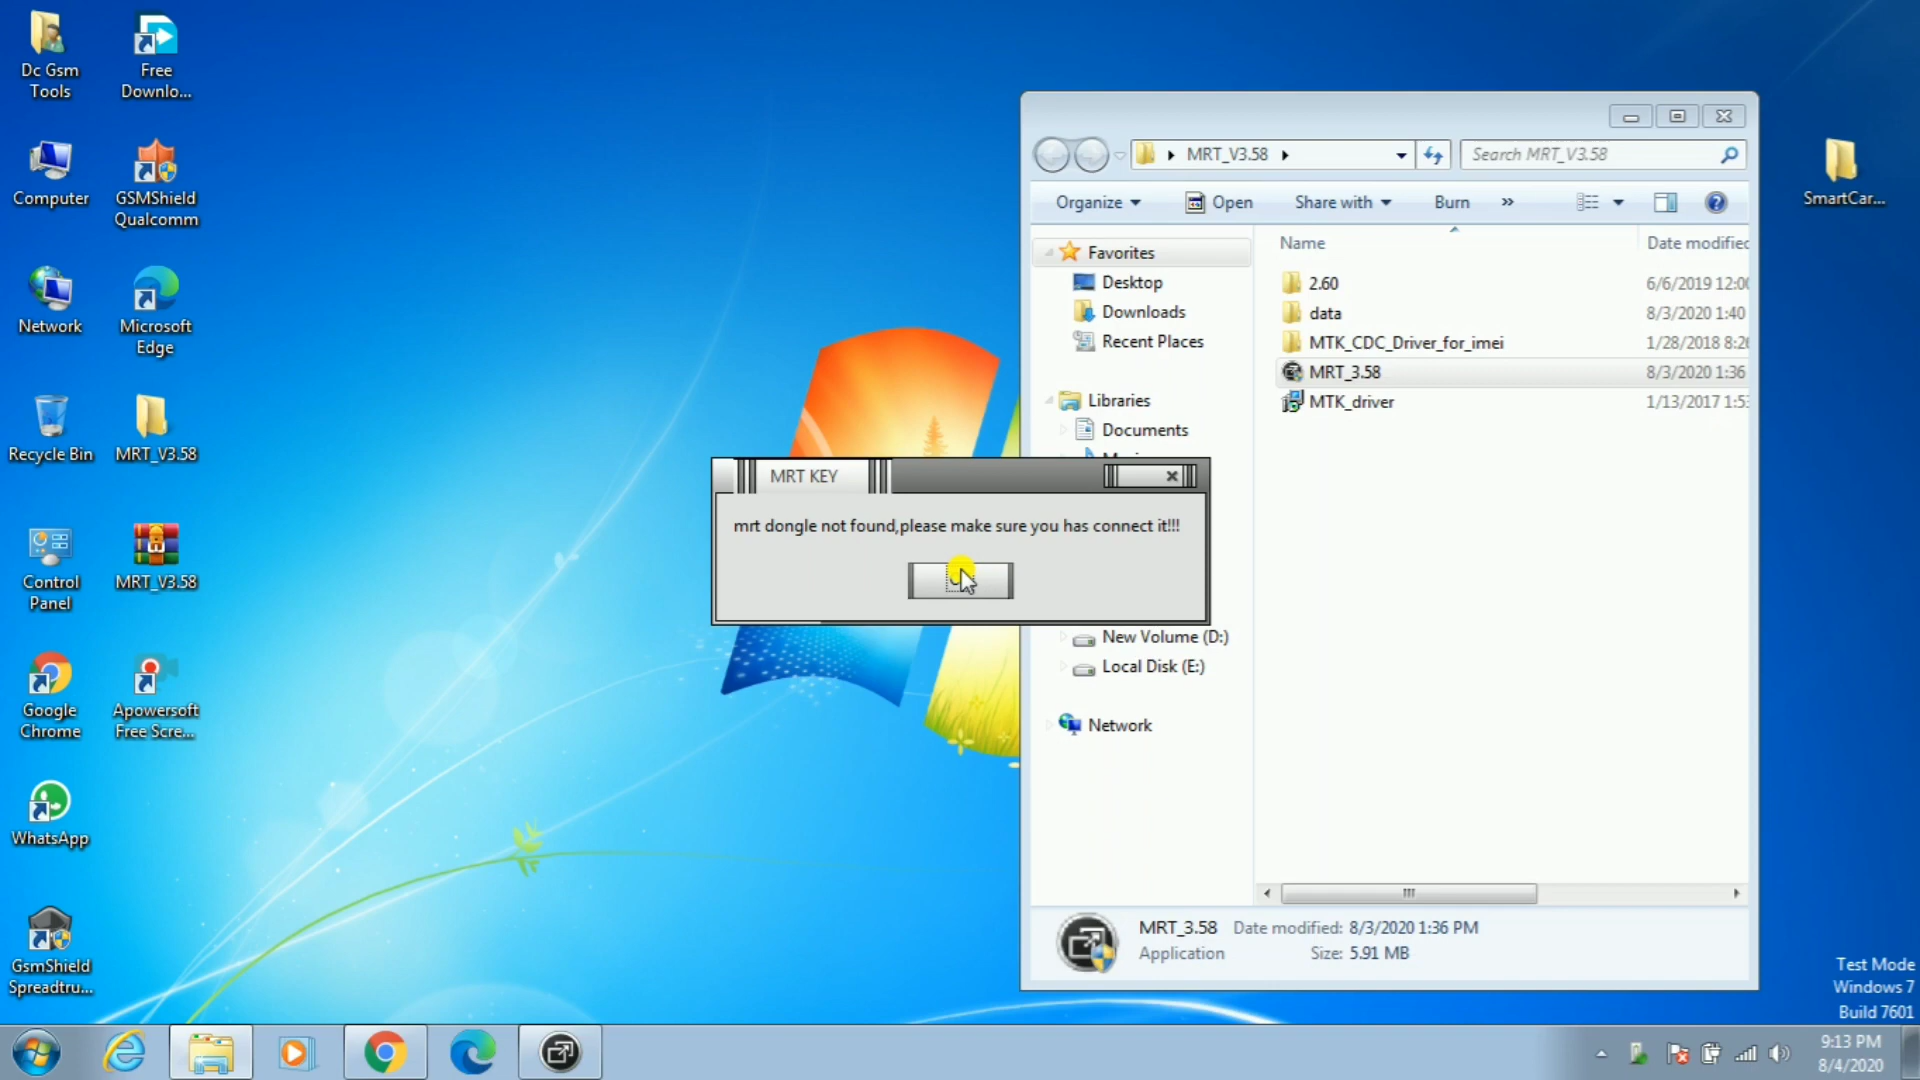 Dc Gsm
Tools
Free
Downlo...
Computer
GSMShield
Qualcomm
Network
Microsoft
Edge
Recycle Bin
MRT_V3.58
Control
Panel
MRT_V3.58
Google
Chrome
Apowersoft
Free Scre...
WhatsApp
GsmShield
Spreadtru...
SmartCar...
MRT_V3.58
Search MRT_V3.58
Organize
Open
Share with
Burn
»
Name
Date modified
Favorites
Desktop
Downloads
Recent Places
Libraries
Documents
New Volume (D:)
Local Disk (E:)
Network
2.60
6/6/2019 12:00
data
8/3/2020 1:40
MTK_CDC_Driver_for_imei
1/28/2018 8:20
MRT_3.58
8/3/2020 1:36
MTK_driver
1/13/2017 1:53
MRT KEY
mrt dongle not found,please make sure you has connect it!!!
MRT_3.58 Date modified: 8/3/2020 1:36 PM
Application Size: 5.91 MB
Test Mode
Windows 7
Build 7601
9:13 PM
8/4/2020